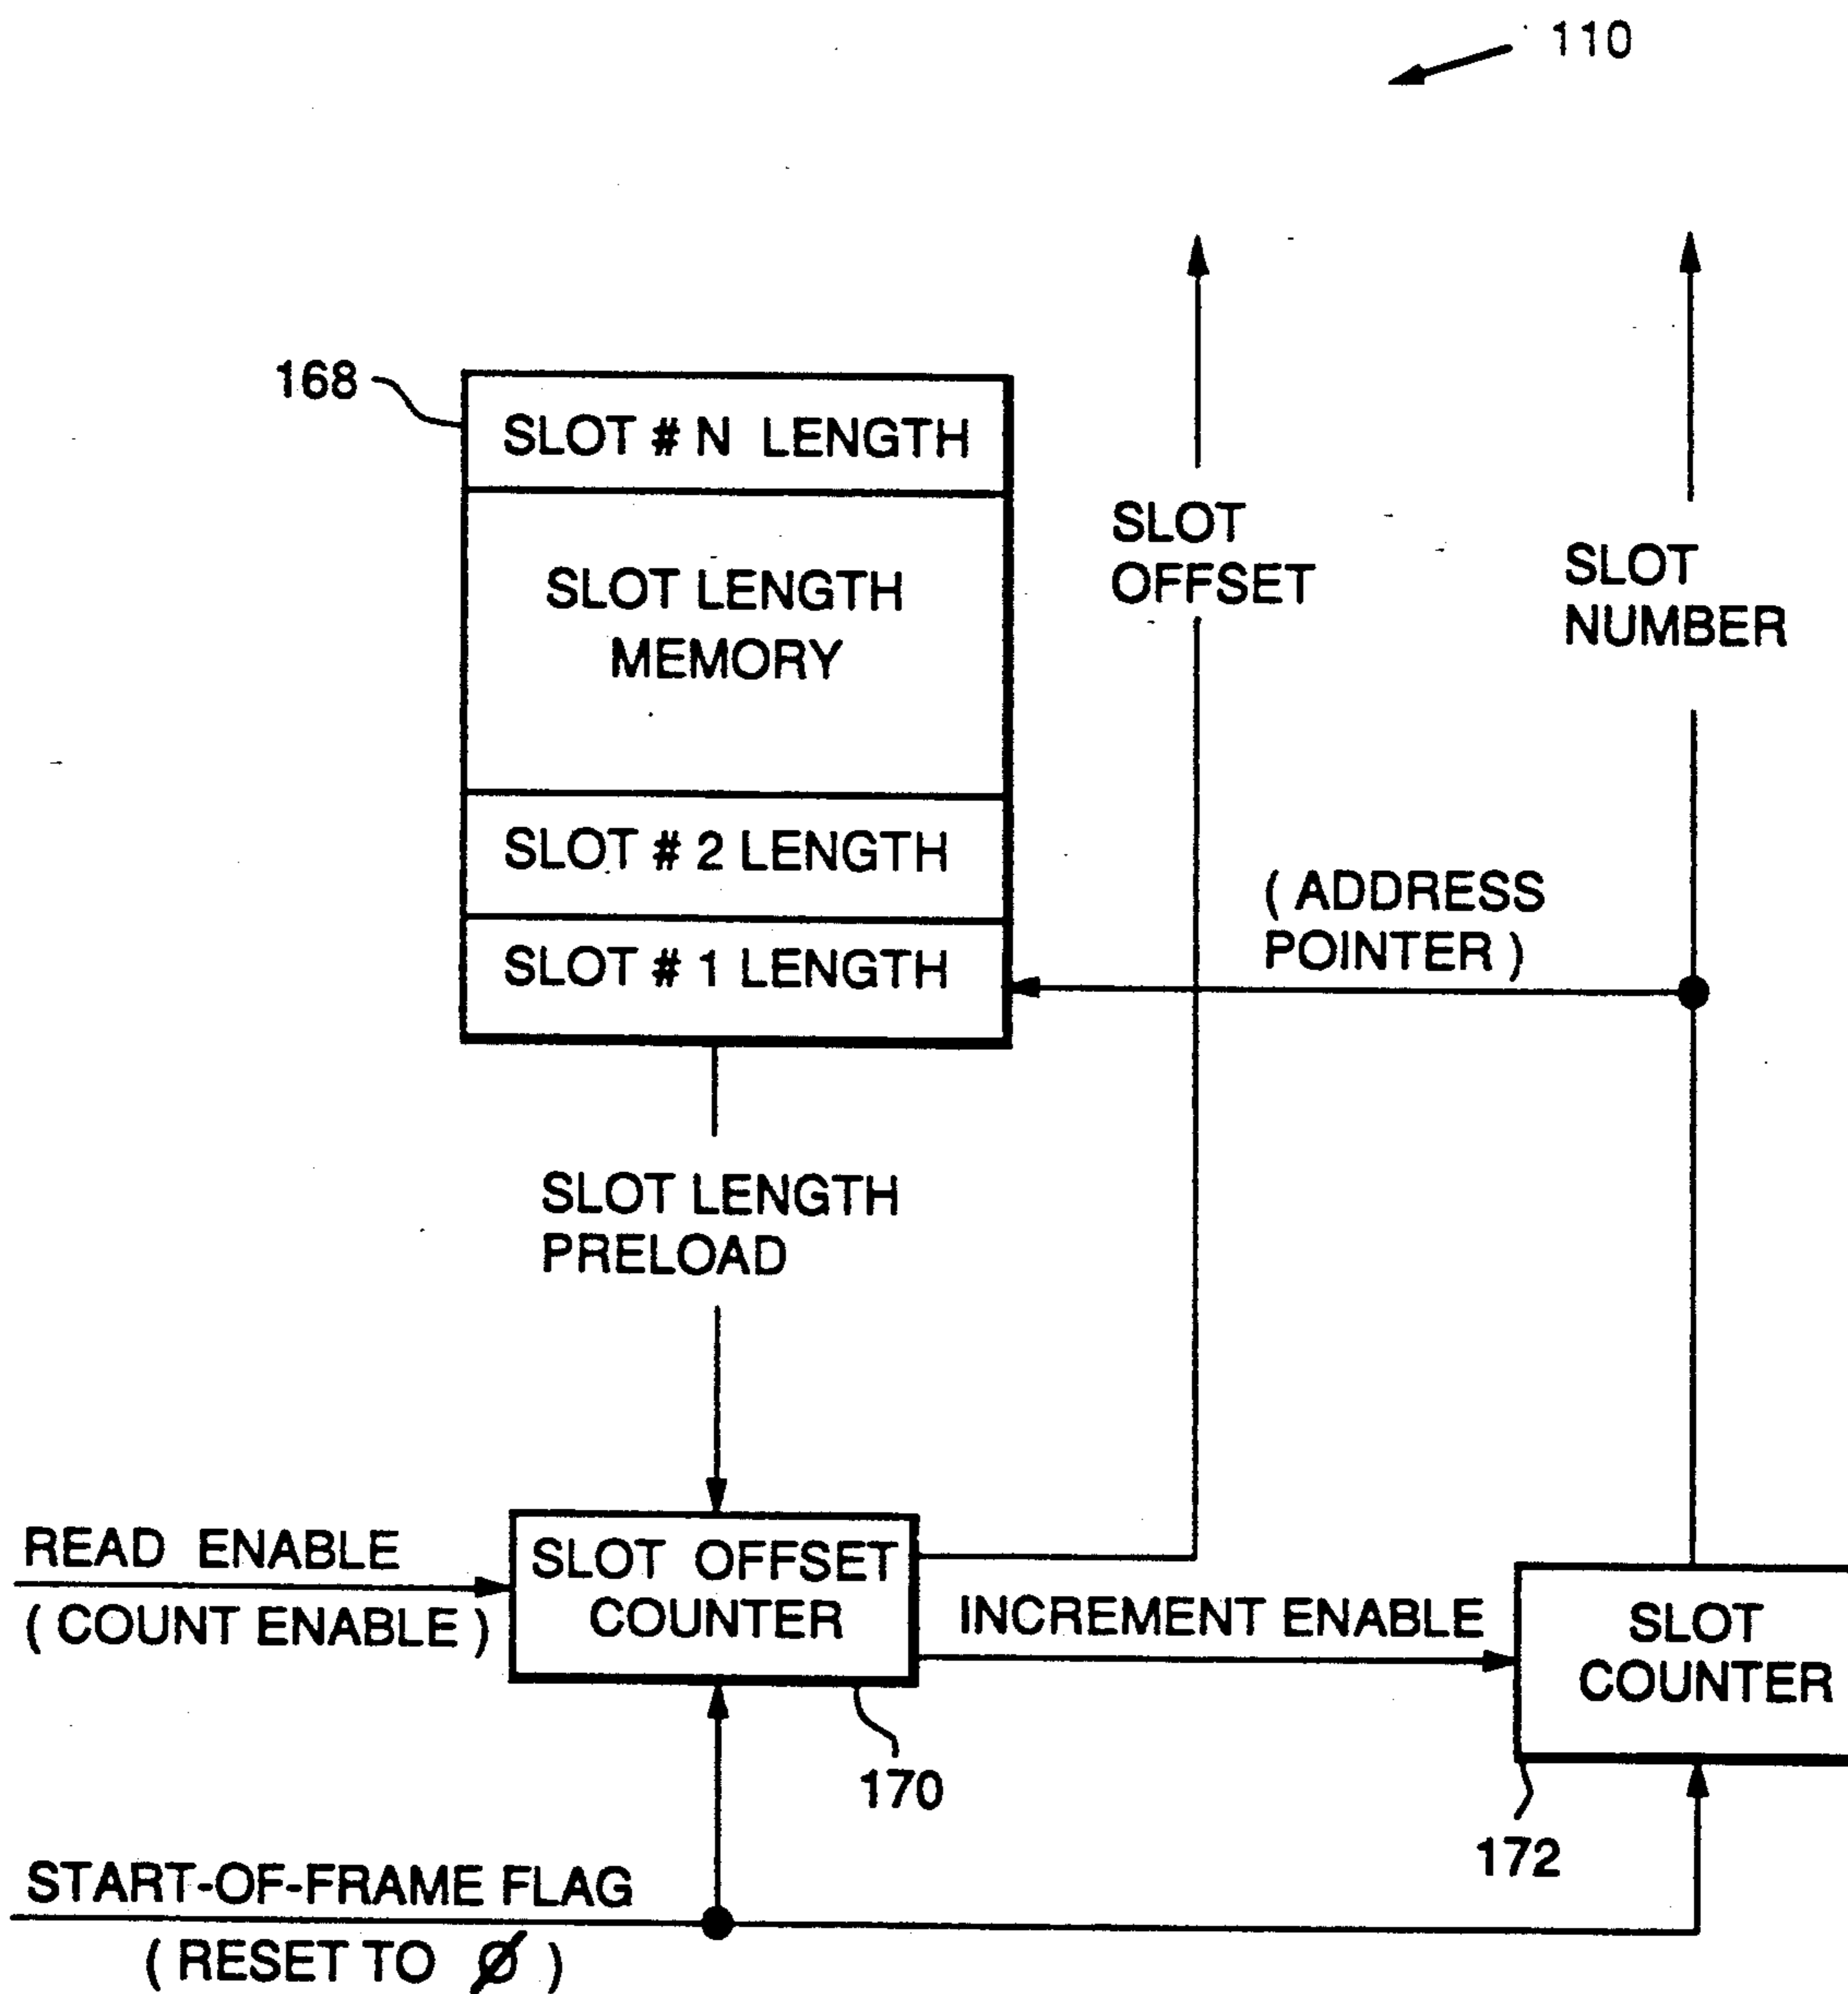 110
168
SLOT # N LENGTH
SLOT LENGTH
MEMORY
SLOT # 2 LENGTH
SLOT # 1 LENGTH
SLOT
OFFSET
SLOT
NUMBER
( ADDRESS
POINTER )
SLOT LENGTH
PRELOAD
READ ENABLE
( COUNT ENABLE )
SLOT OFFSET
COUNTER
INCREMENT ENABLE
SLOT
COUNTER
170
172
START-OF-FRAME FLAG
( RESET TO Ø )